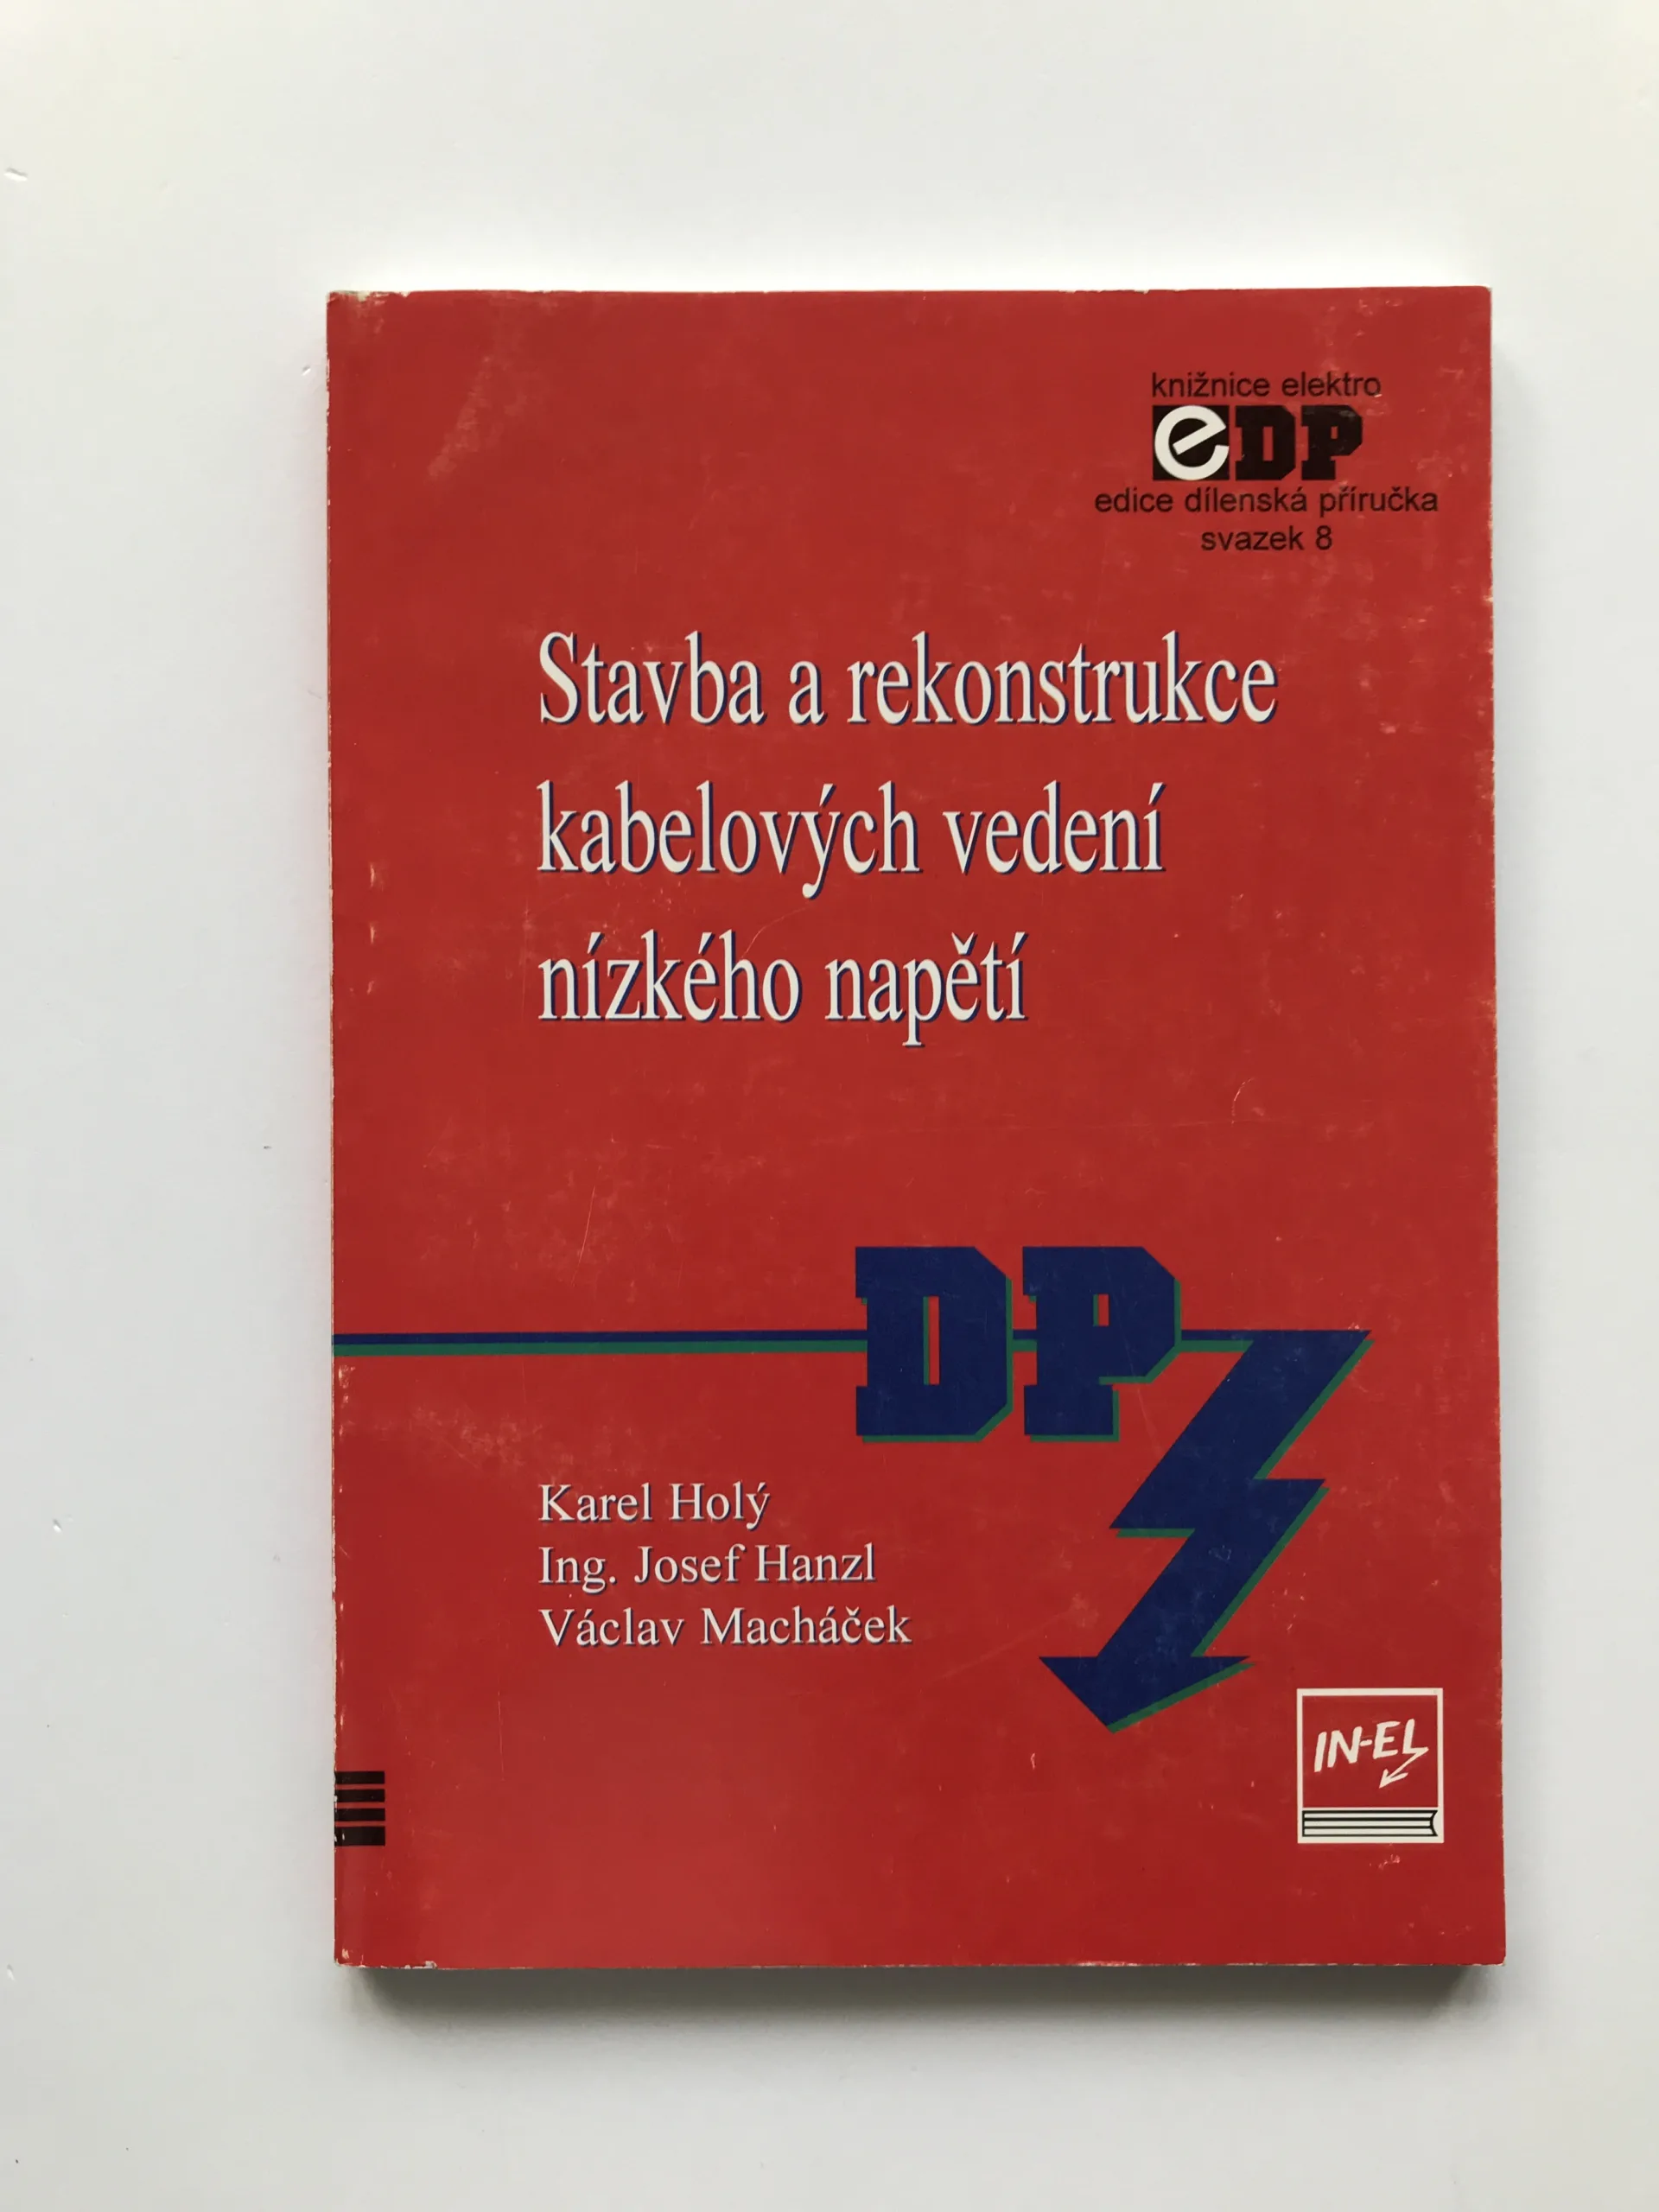 knižnice elektro
eDP
edice dílenská příručka
svazek 8
Stavba a rekonstrukce
kabelových vedení
nízkého napětí
DP
Karel Holý
Ing. Josef Hanzl
Václav Macháček
IN-EL